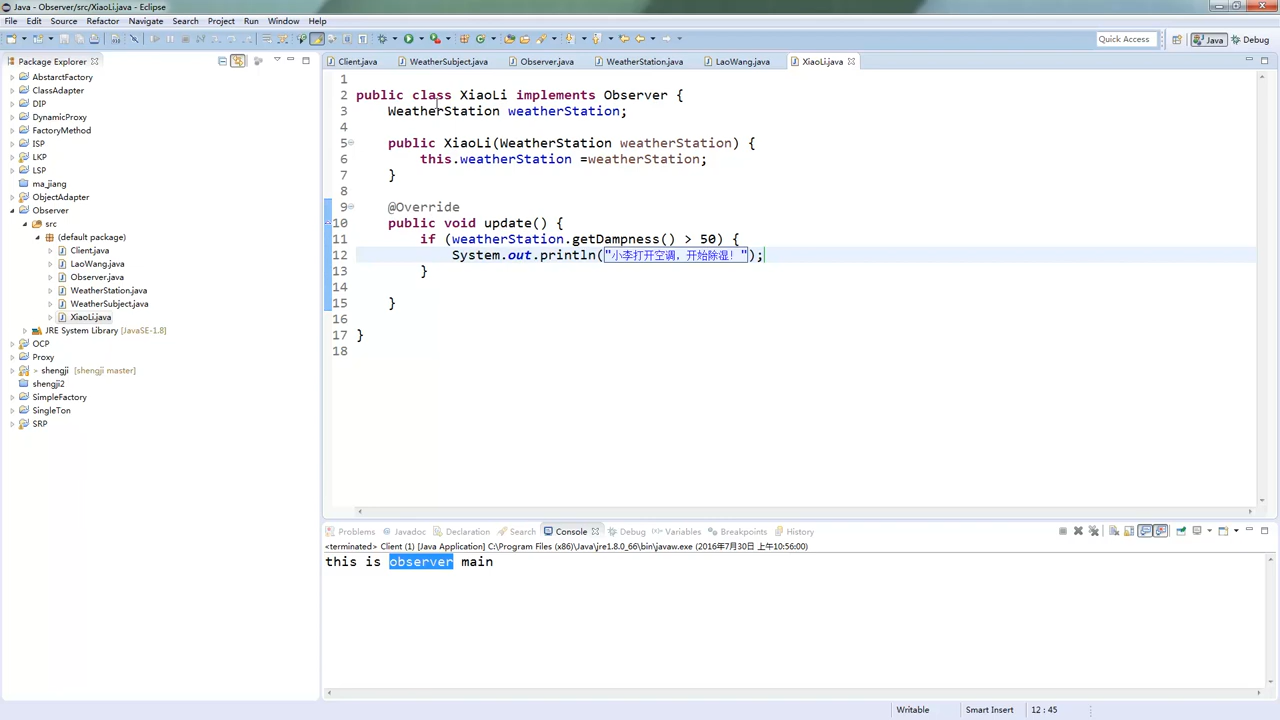 Java - Observer/src/XiaoLi.java - Eclipse
File Edit Source Refactor Navigate Search Project Run Window Help
Quick Access Java Debug
Package Explorer
Client.java WeatherSubject.java Observer.java WeatherStation.java LaoWang.java XiaoLi.java
AbstarctFactory
ClassAdapter
DIP
DynamicProxy
FactoryMethod
ISP
LKP
LSP
ma_jiang
ObjectAdapter
Observer
src
(default package)
Client.java
LaoWang.java
Observer.java
WeatherStation.java
WeatherSubject.java
XiaoLi.java
JRE System Library [JavaSE-1.8]
OCP
Proxy
> shengji [shengji master]
shengji2
SimpleFactory
SingleTon
SRP
1
2 public class XiaoLi implements Observer {
3 WeatherStation weatherStation;
4
5 public XiaoLi(WeatherStation weatherStation) {
6 this.weatherStation =weatherStation;
7 }
8
9 @Override
10 public void update() {
11 if (weatherStation.getDampness() > 50) {
12 System.out.println("小李打开空调，开始除湿！");
13 }
14
15 }
16
17 }
18
Problems Javadoc Declaration Search Console Debug Variables Breakpoints History
<terminated> Client (1) [Java Application] C:\Program Files (x86)\Java\jre1.8.0_66\bin\javaw.exe (2016年7月30日 上午10:56:00)
this is observer main
Writable Smart Insert 12 : 45